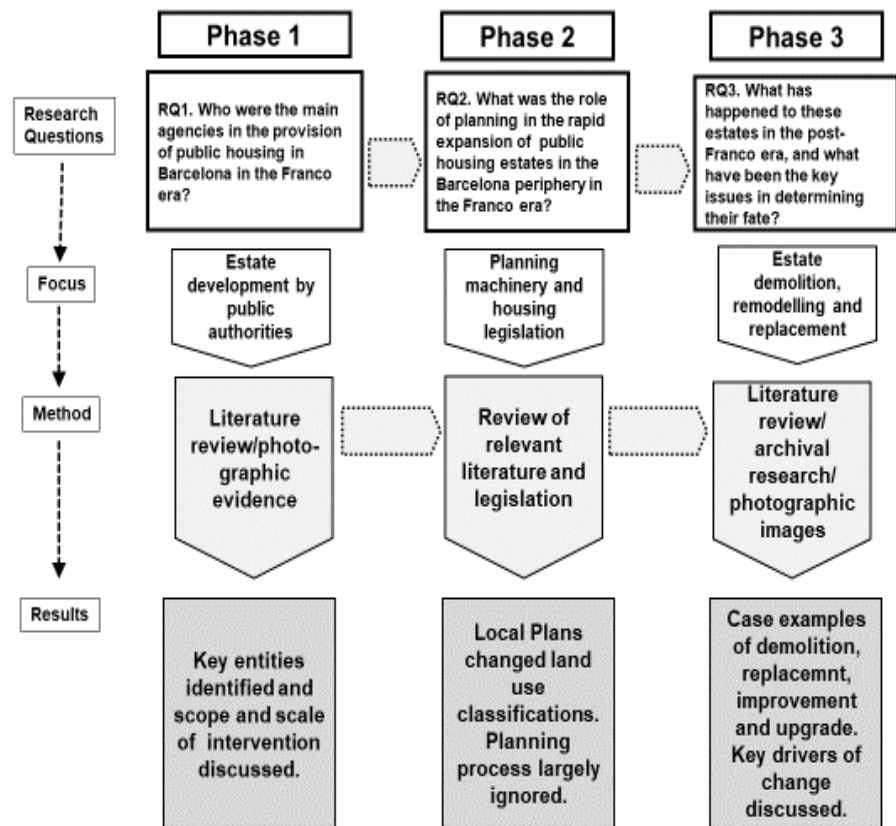 Phase 1
Phase 2
Phase 3
Research
Questions
RQ1. Who were the main
agencies in the provision
of public housing in
Barcelona in the Franco
era?
RQ2. What was the role
of planning in the rapid
expansion of public
housing estates in the
Barcelona periphery in
the Franco era?
RQ3. What has
happened to these
estates in the post-
Franco era, and what
have been the key
issues in determining
their fate?
Focus
Estate
development by
public
authorities
Planning
machinery and
housing
legislation
Estate
demolition,
remodelling and
replacement
Method
Literature
review/photo-
graphic
evidence
Review of
relevant
literature and
legislation
Literature
review/
archival
research/
photographic
images
Results
Key entities
identified and
scope and scale
of intervention
discussed.
Local Plans
changed land
use
classifications.
Planning
process largely
ignored.
Case examples
of demolition,
replacemnt,
improvement
and upgrade.
Key drivers of
change
discussed.